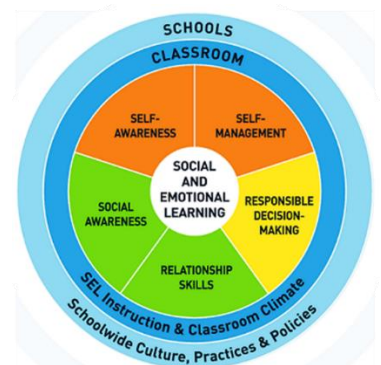 SCHOOLS
CLASSROOM
SELF-
AWARENESS
SELF-
MANAGEMENT
SOCIAL
AND
EMOTIONAL
LEARNING
SOCIAL
AWARENESS
RESPONSIBLE
DECISION-
MAKING
RELATIONSHIP
SKILLS
SEL Instruction & Classroom Climate
Schoolwide Culture, Practices & Policies